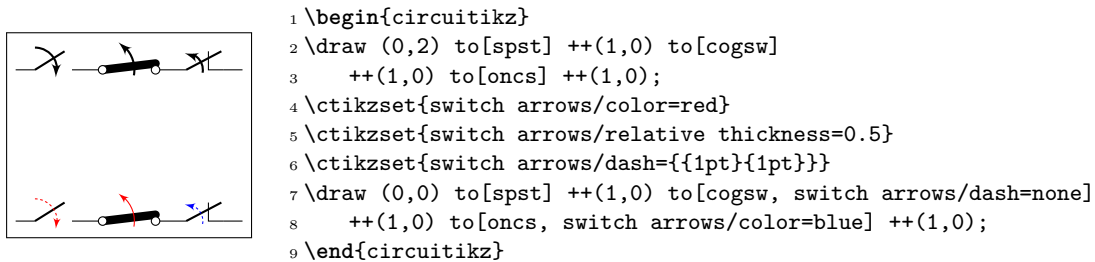 1 \begin{circuitikz}
2 \draw (0,2) to[spst] ++(1,0) to[cogsw]
3     ++(1,0) to[oncs] ++(1,0);
4 \ctikzset{switch arrows/color=red}
5 \ctikzset{switch arrows/relative thickness=0.5}
6 \ctikzset{switch arrows/dash={{1pt}{1pt}}}
7 \draw (0,0) to[spst] ++(1,0) to[cogsw, switch arrows/dash=none]
8     ++(1,0) to[oncs, switch arrows/color=blue] ++(1,0);
9 \end{circuitikz}